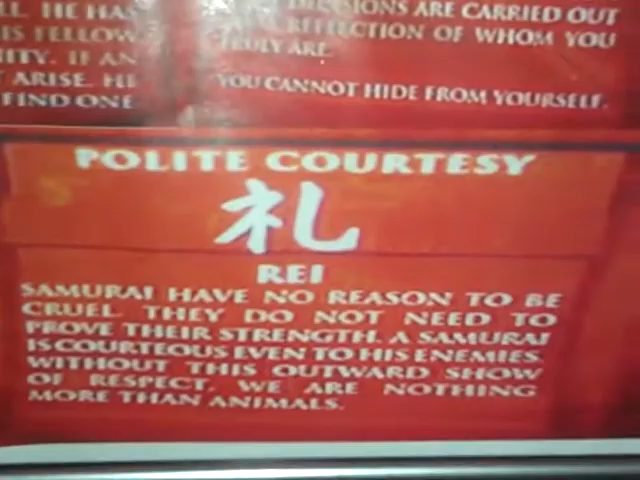 L. HE HAS
IS FELLOW
ITY. IF AN
ARISE. HE
FIND ONE
DECISIONS ARE CARRIED OUT
REFLECTION OF WHOM YOU
TRULY ARE.
YOU CANNOT HIDE FROM YOURSELF.
POLITE COURTESY
礼
REI
SAMURAI HAVE NO REASON TO BE
CRUEL. THEY DO NOT NEED TO
PROVE THEIR STRENGTH. A SAMURAI
IS COURTEOUS EVEN TO HIS ENEMIES.
WITHOUT THIS OUTWARD SHOW
OF RESPECT, WE ARE NOTHING
MORE THAN ANIMALS.